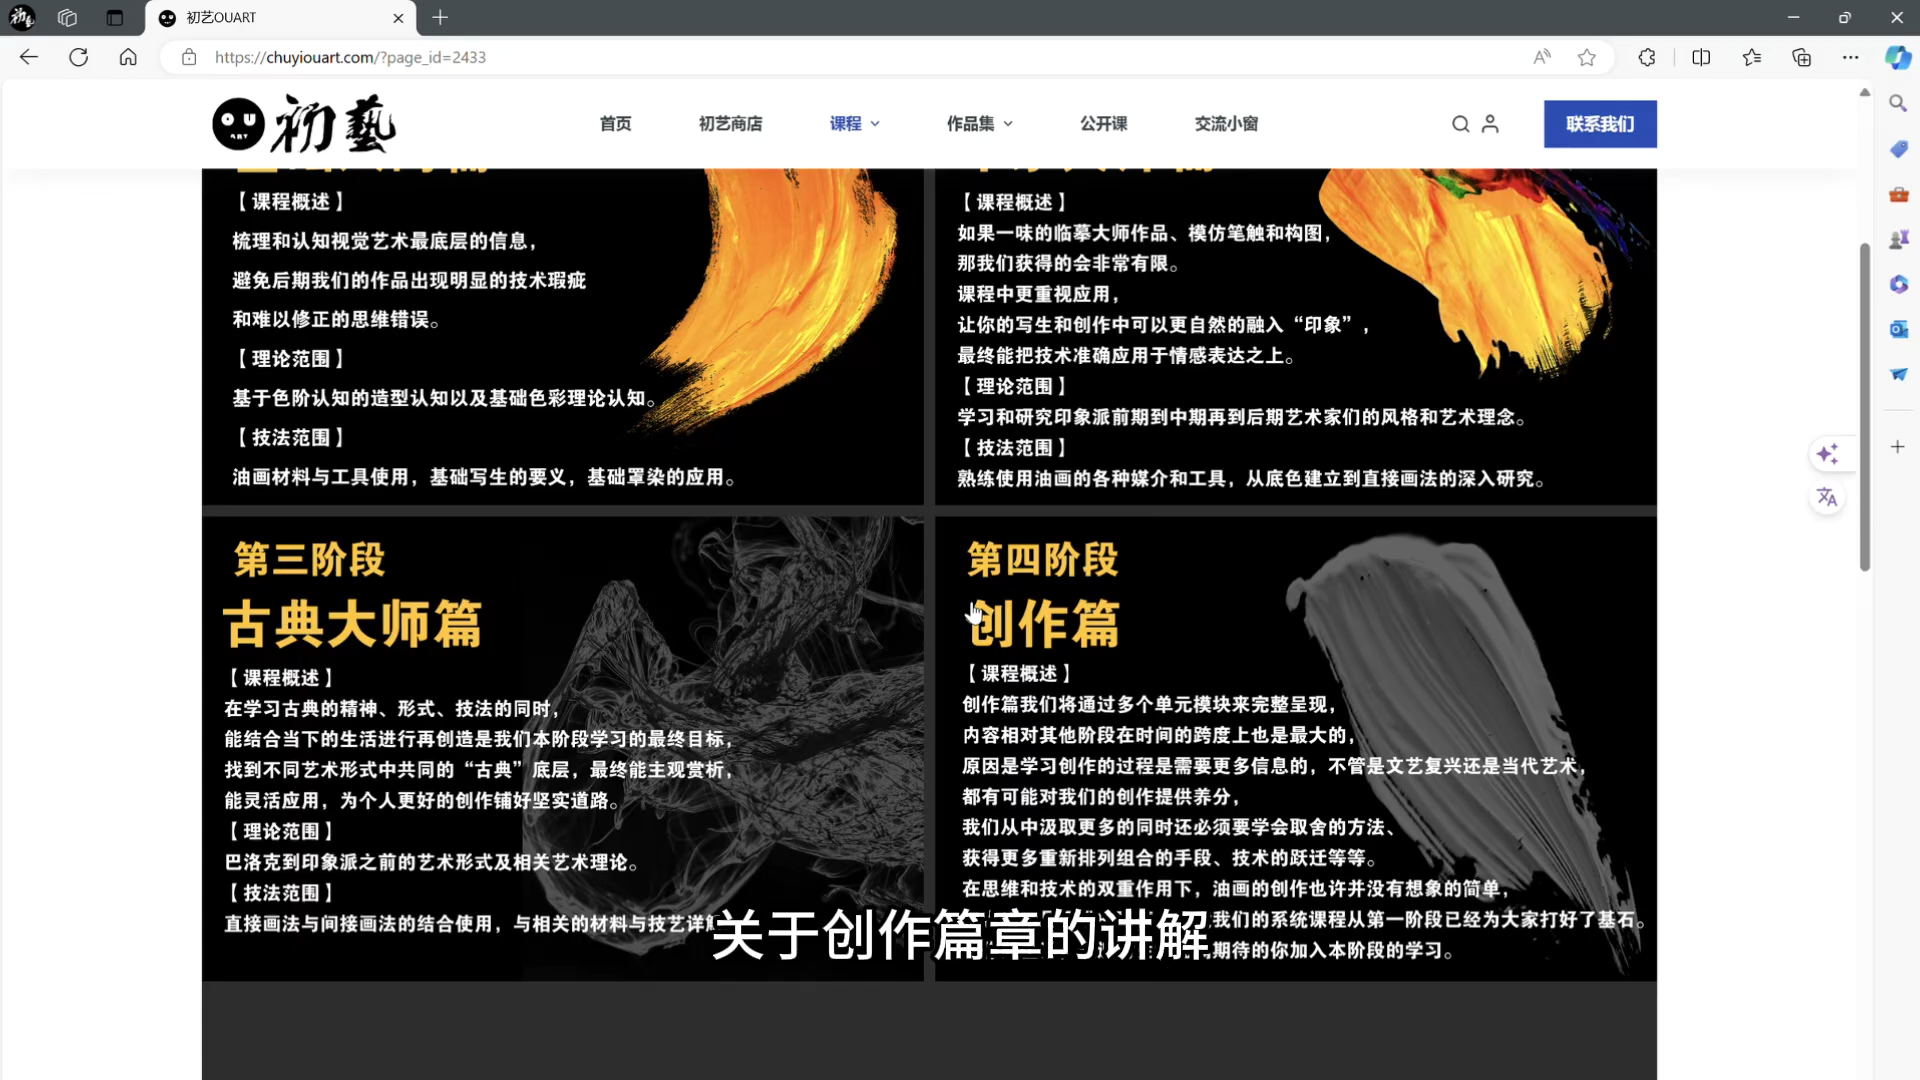 初艺OUART
https://chuyiouart.com/?page_id=2433
OU ART 初藝
首页
初艺商店
课程
作品集
公开课
交流小窗
联系我们
【 课程概述 】
梳理和认知视觉艺术最底层的信息，
避免后期我们的作品出现明显的技术瑕疵
和难以修正的思维错误。
【 理论范围 】
基于色阶认知的造型认知以及基础色彩理论认知。
【 技法范围 】
油画材料与工具使用，基础写生的要义，基础罩染的应用。
【 课程概述 】
如果一味的临摹大师作品、模仿笔触和构图，
那我们获得的会非常有限。
课程中更重视应用，
让你的写生和创作中可以更自然的融入“印象”，
最终能把技术准确应用于情感表达之上。
【 理论范围 】
学习和研究印象派前期到中期再到后期艺术家们的风格和艺术理念。
【 技法范围 】
熟练使用油画的各种媒介和工具，从底色建立到直接画法的深入研究。
第三阶段
古典大师篇
【 课程概述 】
在学习古典的精神、形式、技法的同时，
能结合当下的生活进行再创造是我们本阶段学习的最终目标，
找到不同艺术形式中共同的“古典”底层，最终能主观赏析，
能灵活应用，为个人更好的创作铺好坚实道路。
【 理论范围 】
巴洛克到印象派之前的艺术形式及相关艺术理论。
【 技法范围 】
直接画法与间接画法的结合使用，与相关的材料与技艺详
第四阶段
创作篇
【 课程概述 】
创作篇我们将通过多个单元模块来完整呈现，
内容相对其他阶段在时间的跨度上也是最大的，
原因是学习创作的过程是需要更多信息的，不管是文艺复兴还是当代艺术，
都有可能对我们的创作提供养分，
我们从中汲取更多的同时还必须要学会取舍的方法、
获得更多重新排列组合的手段、技术的跃迁等等。
在思维和技术的双重作用下，油画的创作也许并没有想象的简单，
我们的系统课程从第一阶段已经为大家打好了基石。
期待的你加入本阶段的学习。
关于创作篇章的讲解